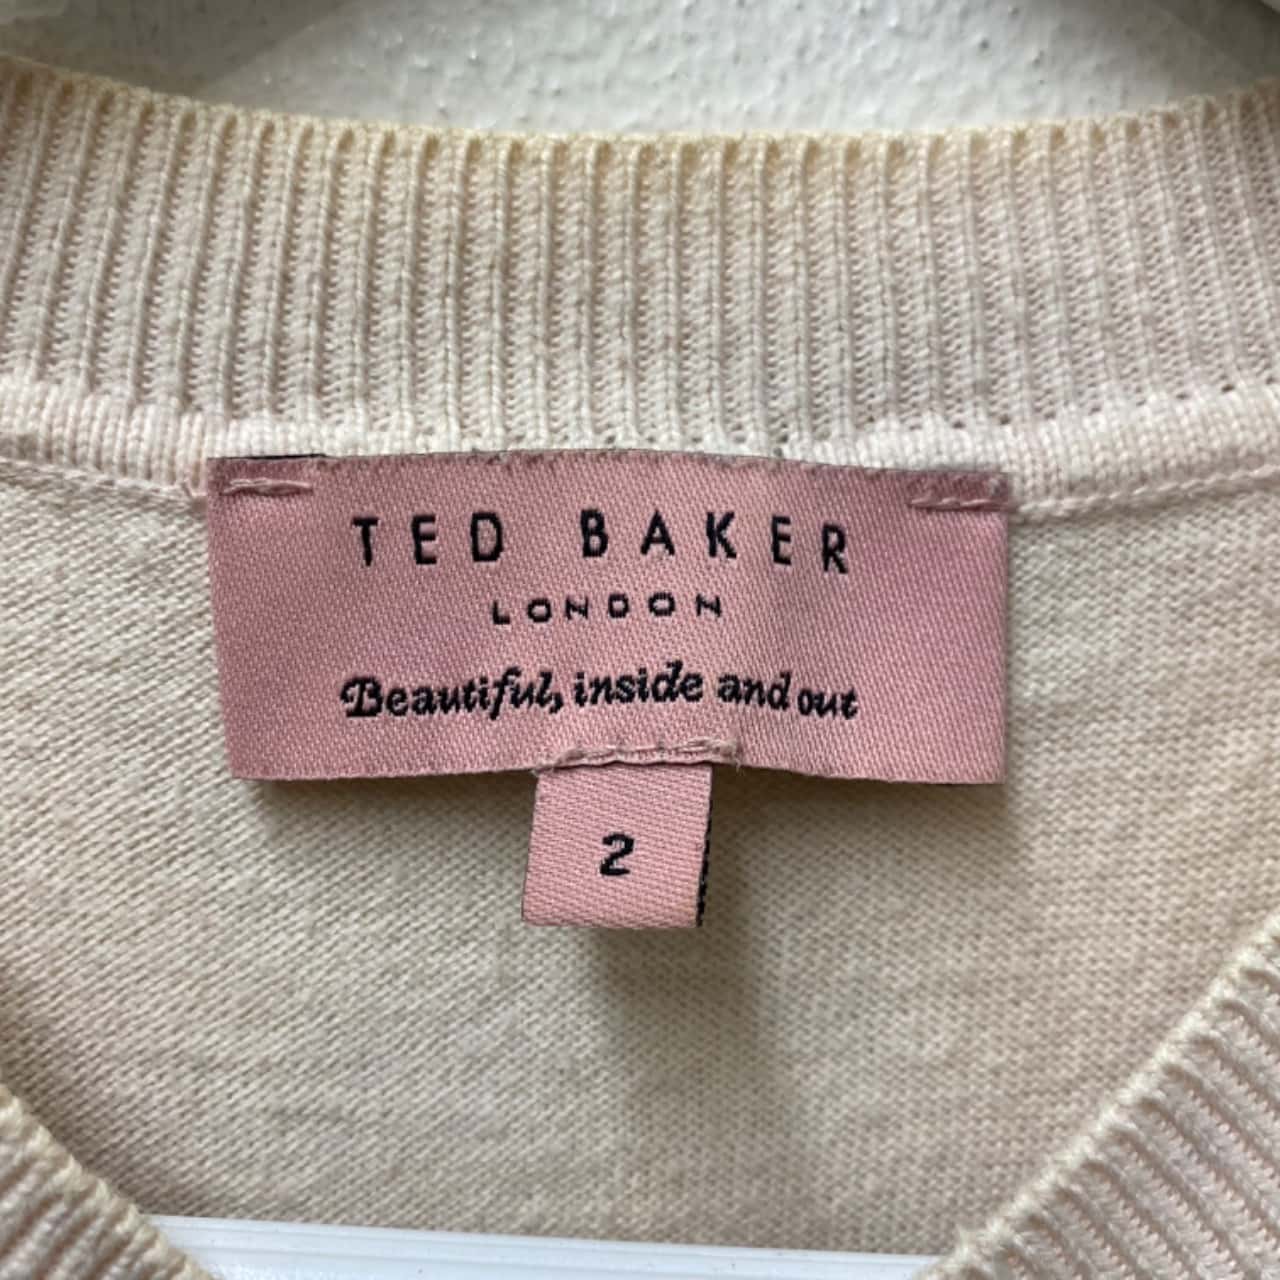 TED BAKER
LONDON
Beautiful, inside and out
2